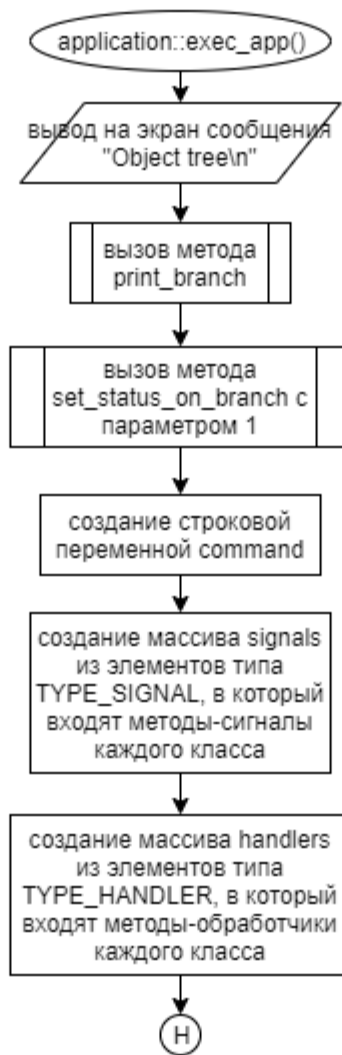 application::exec_app()
вывод на экран сообщения
"Object tree\n"
вызов метода
print_branch
вызов метода
set_status_on_branch с
параметром 1
создание строковой
переменной command
создание массива signals
из элементов типа
TYPE_SIGNAL, в который
входят методы-сигналы
каждого класса
создание массива handlers
из элементов типа
TYPE_HANDLER, в который
входят методы-обработчики
каждого класса
Н